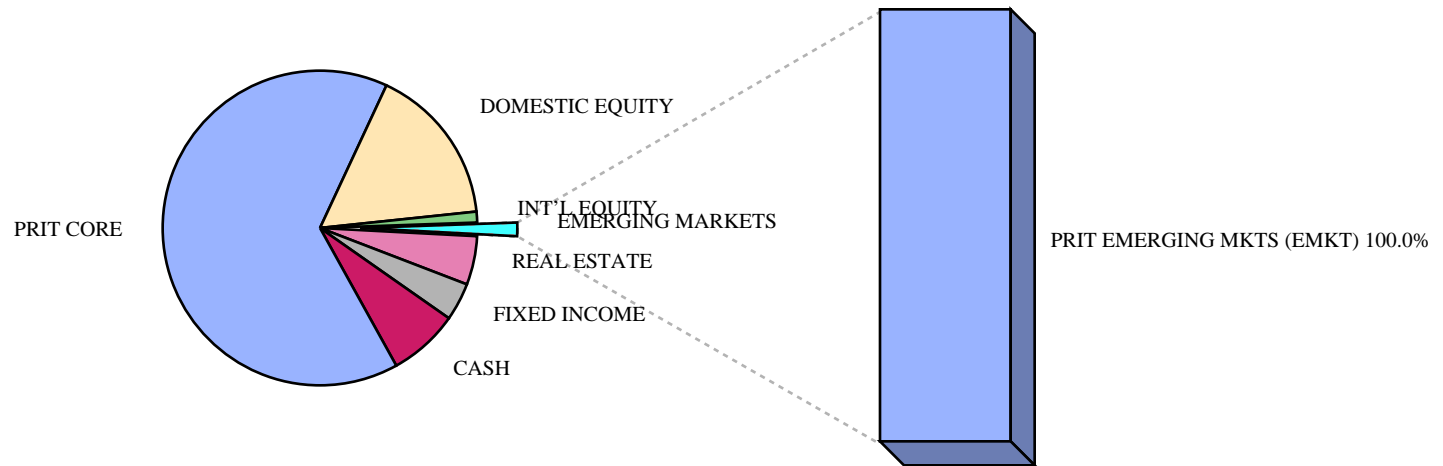 DOMESTIC EQUITY
INT'L EQUITY
EMERGING MARKETS
PRIT CORE
PRIT EMERGING MKTS (EMKT) 100.0%
REAL ESTATE
FIXED INCOME
CASH